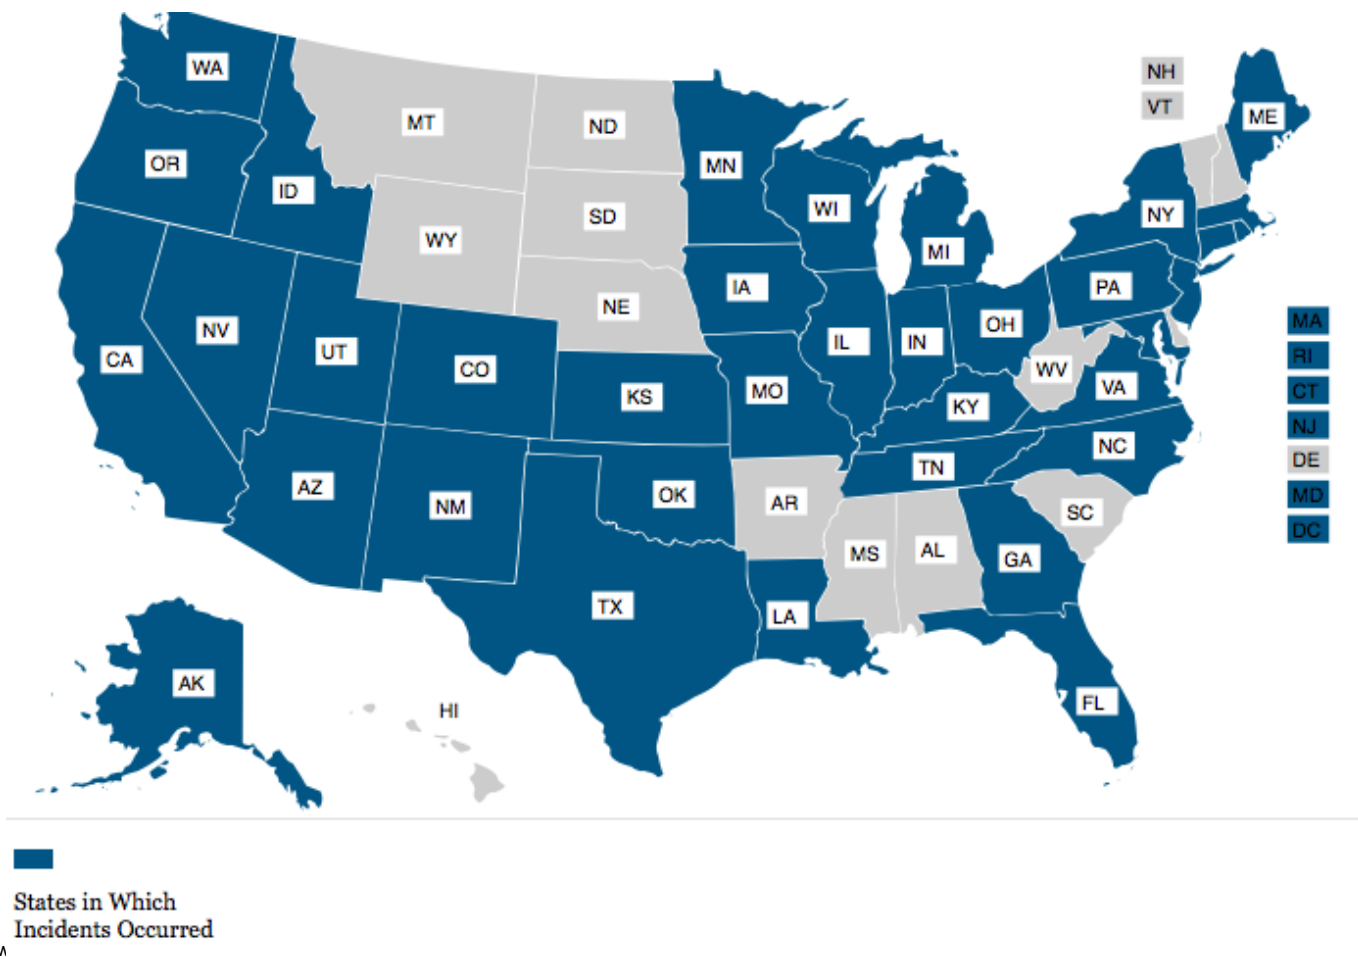 WA
NH
VT
ME
MT
ND
OR
MN
ID
WI
NY
SD
WY
MI
IA
PA
NE
NV
OH
MA
UT
IL
IN
RI
CA
CO
WV
VA
CT
KS
MO
KY
NJ
NC
DE
TN
AZ
OK
MD
NM
AR
SC
DC
MS
AL
GA
TX
LA
AK
FL
HI
States in Which
Incidents Occurred